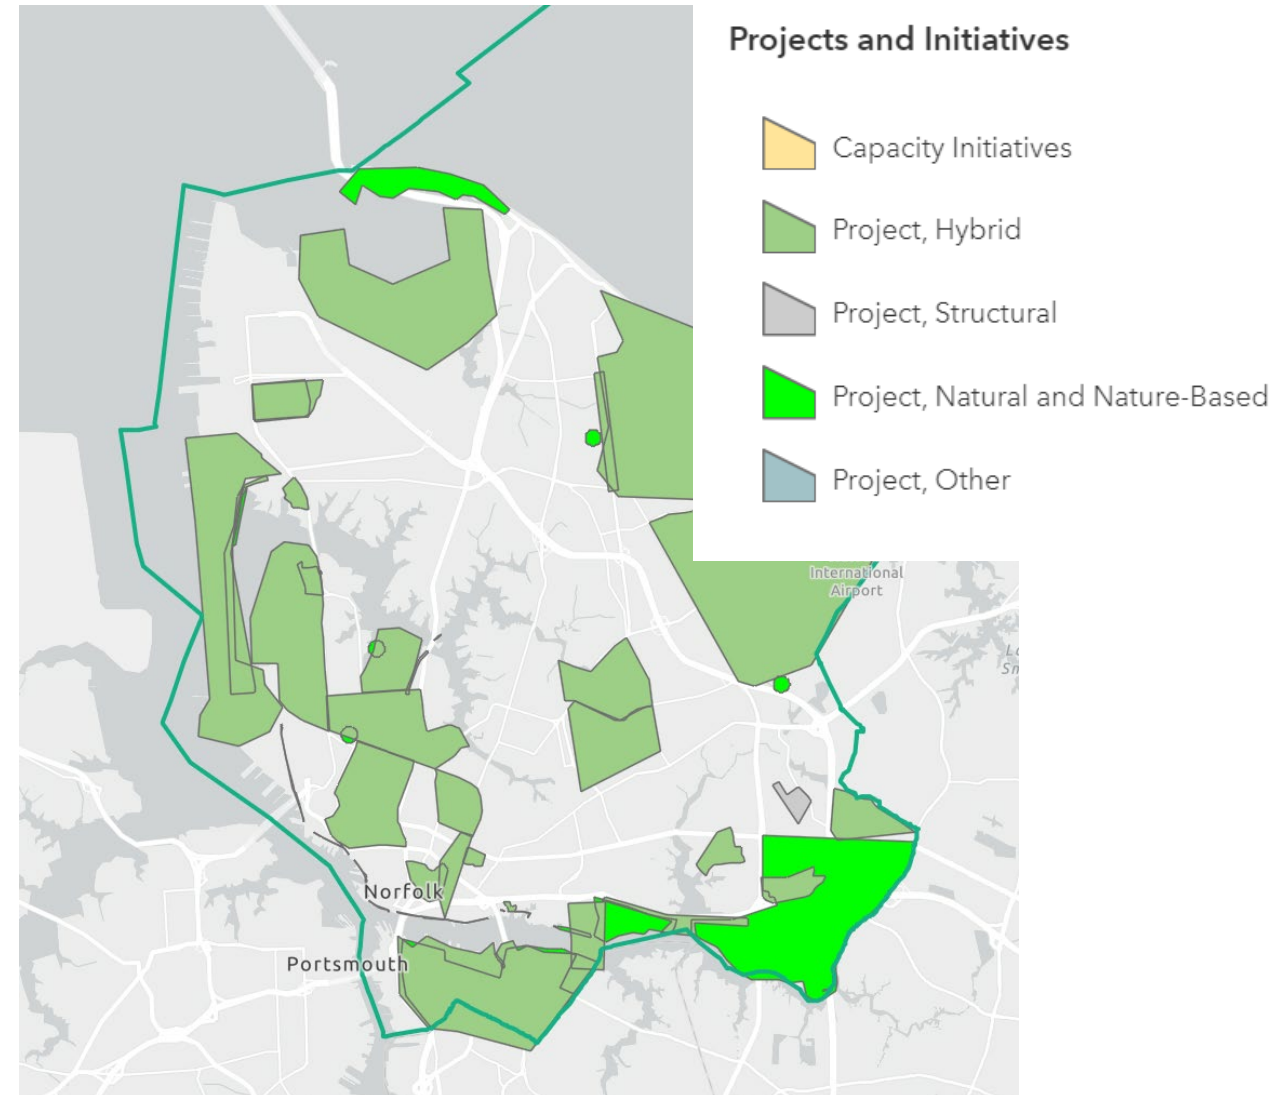 Projects and Initiatives
Capacity Initiatives
Project, Hybrid
Project, Structural
Project, Natural and Nature-Based
Project, Other
International
Airport
Norfolk
Portsmouth